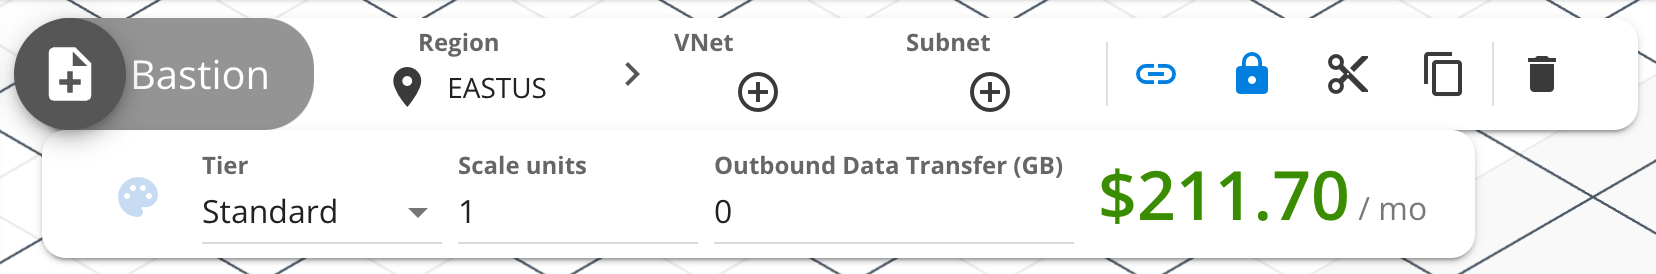 Bastion
Region
EASTUS
VNet
Subnet
Tier
Standard
Scale units
1
Outbound Data Transfer (GB)
0
$211.70 / mo